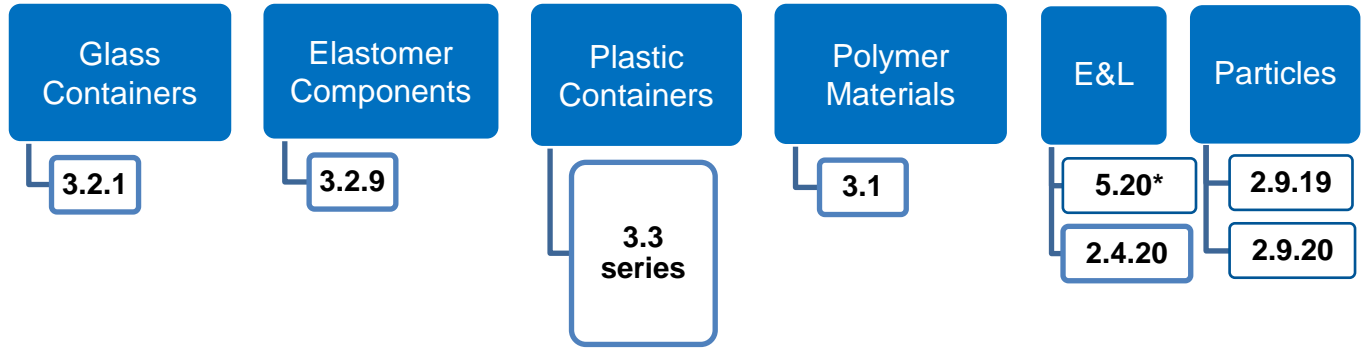 Glass
Containers
3.2.1
Elastomer
Components
3.2.9
Plastic
Containers
3.3
series
Polymer
Materials
3.1
E&L
5.20*
2.4.20
Particles
2.9.19
2.9.20